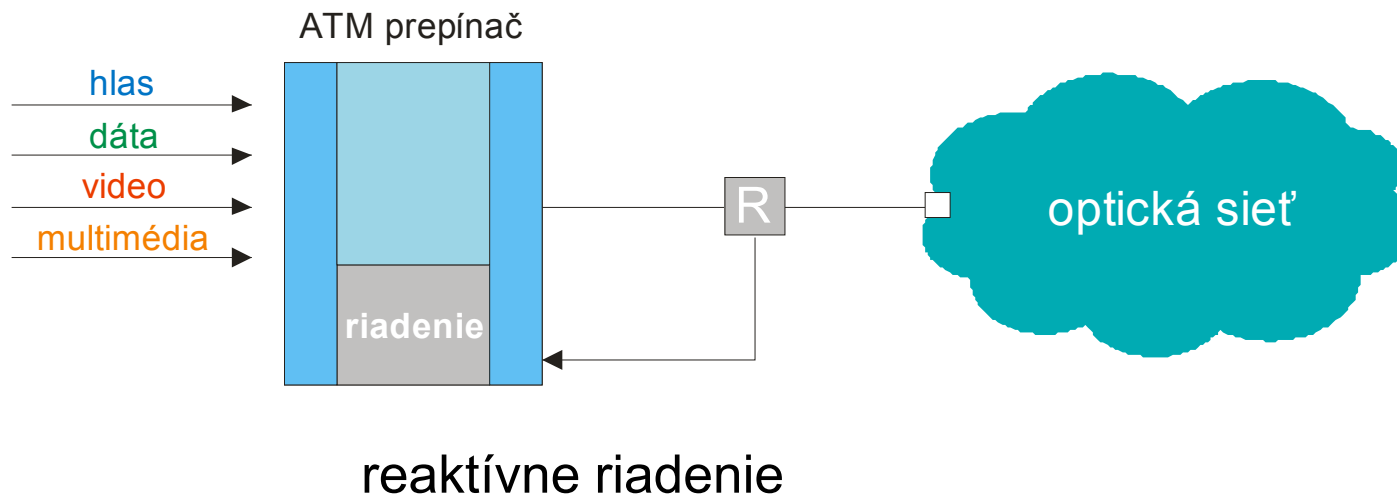 ATM prepínač
hlas
dáta
video
multimédia
riadenie
R
optická sieť
reaktívne riadenie